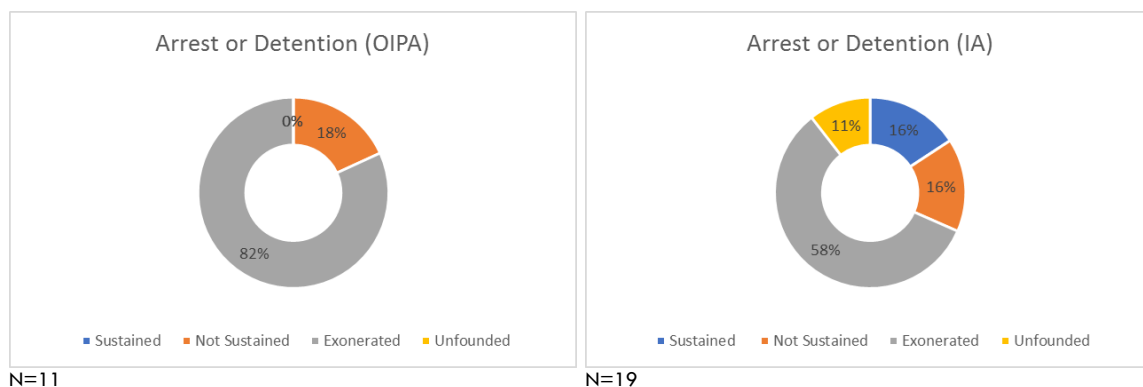 Arrest or Detention (OIPA)
0%
18%
82%
Sustained Not Sustained Exonerated Unfounded
N=11
Arrest or Detention (IA)
11%
16%
16%
58%
Sustained Not Sustained Exonerated Unfounded
N=19